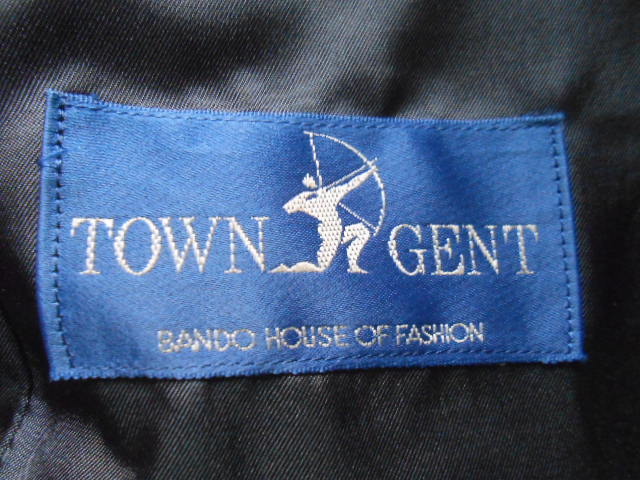 TOWN GENT
BANDO HOUSE OF FASHION